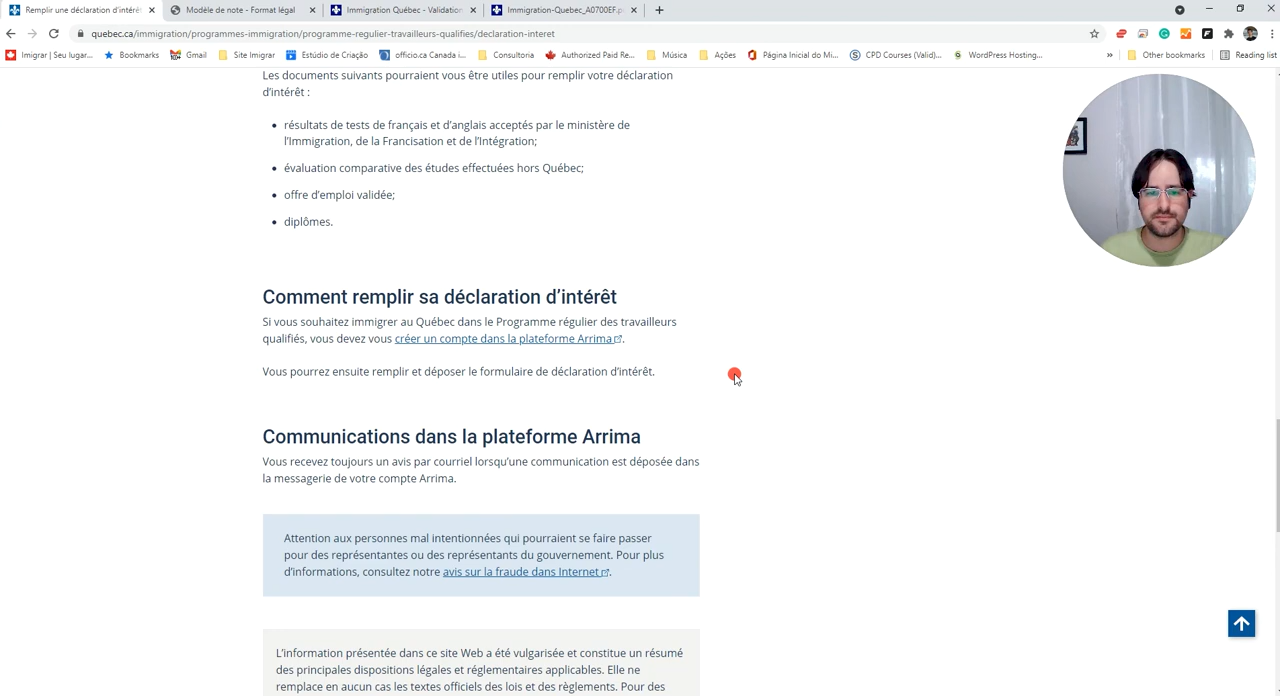 Remplir une déclaration d'intérê
Modèle de note - Format légal
Immigration Québec - Validation
Immigration-Quebec_A0700EF.p
quebec.ca/immigration/programmes-immigration/programme-regulier-travailleurs-qualifies/declaration-interet
Imigrar | Seu lugar...
Bookmarks
Gmail
Site Imigrar
Estúdio de Criação
officio.ca Canada i...
Consultoria
Authorized Paid Re...
Música
Ações
Página Inicial do Mi...
CPD Courses (Valid)...
WordPress Hosting...
»
Other bookmarks
Reading list
Les documents suivants pourraient vous être utiles pour remplir votre déclaration
d'intérêt :
• résultats de tests de français et d'anglais acceptés par le ministère de
l'Immigration, de la Francisation et de l'Intégration;
• évaluation comparative des études effectuées hors Québec;
• offre d'emploi validée;
• diplômes.
Comment remplir sa déclaration d'intérêt
Si vous souhaitez immigrer au Québec dans le Programme régulier des travailleurs
qualifiés, vous devez vous créer un compte dans la plateforme Arrima.
Vous pourrez ensuite remplir et déposer le formulaire de déclaration d'intérêt.
Communications dans la plateforme Arrima
Vous recevez toujours un avis par courriel lorsqu'une communication est déposée dans
la messagerie de votre compte Arrima.
Attention aux personnes mal intentionnées qui pourraient se faire passer
pour des représentantes ou des représentants du gouvernement. Pour plus
d'informations, consultez notre avis sur la fraude dans Internet.
L'information présentée dans ce site Web a été vulgarisée et constitue un résumé
des principales dispositions légales et réglementaires applicables. Elle ne
remplace en aucun cas les textes officiels des lois et des règlements. Pour des